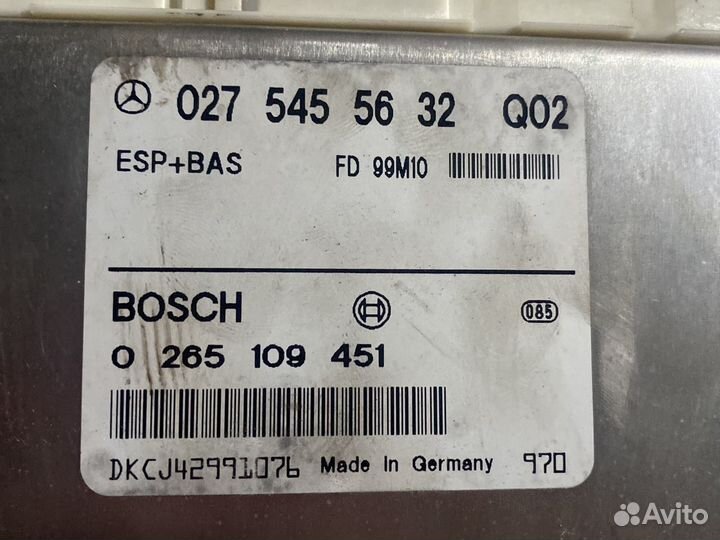 027 545 56 32 Q02
ESP+BAS FD 99M10
BOSCH 085
0 265 109 451
DKCJ42991076 Made In Germany 970
Avito